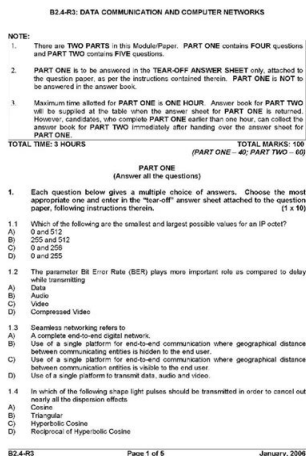 B2.4-R3: DATA COMMUNICATION AND COMPUTER NETWORKS
NOTE:
1. There are TWO PARTS in this Module/Paper. PART ONE contains FOUR questions
and PART TWO contains FIVE questions.
2. PART ONE is to be answered in the TEAR-OFF ANSWER SHEET only, attached to
the question paper, as per the instructions contained therein. PART ONE is NOT to
be answered in the answer book.
3. Maximum time allotted for PART ONE is ONE HOUR. Answer book for PART TWO
will be supplied at the table when the answer sheet for PART ONE is returned.
However, candidates, who complete PART ONE earlier than one hour, can collect the
answer book for PART TWO immediately after handing over the answer sheet for
PART ONE.
TOTAL TIME: 3 HOURS TOTAL MARKS: 100
(PART ONE – 40; PART TWO – 60)
PART ONE
(Answer all the questions)
1. Each question below gives a multiple choice of answers. Choose the most
appropriate one and enter in the "tear-off" answer sheet attached to the question
paper, following instructions therein. (1 x 10)
1.1 Which of the following are the smallest and largest possible values for an IP octet?
A) 0 and 512
B) 255 and 512
C) 0 and 256
D) 0 and 255
1.2 The parameter Bit Error Rate (BER) plays more important role as compared to delay
while transmitting
A) Data
B) Audio
C) Video
D) Compressed Video
1.3 Seamless networking refers to
A) A complete end-to-end digital network.
B) Use of a single platform for end-to-end communication where geographical distance
between communicating entities is hidden to the end user.
C) Use of a single platform for end-to-end communication where geographical distance
between communication entities is visible to the end user.
D) Use of a single platform to transmit data, audio and video.
1.4 In which of the following shape light pulses should be transmitted in order to cancel out
nearly all the dispersion effects
A) Cosine
B) Triangular
C) Hyperbolic Cosine
D) Reciprocal of Hyperbolic Cosine
B2.4-R3 Page 1 of 5 January, 2008